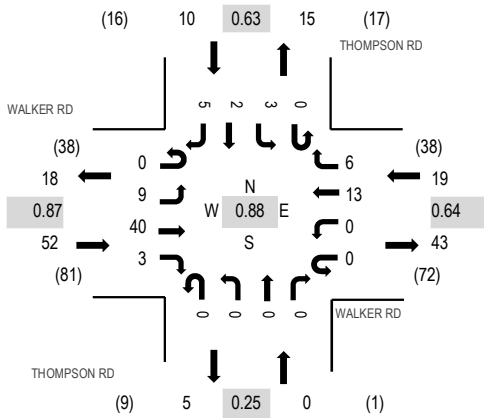 (16) 10 0.63 15 (17)
THOMPSON RD
WALKER RD
5 2 3 0
(38) (38)
0 6
18 19
9 13
N
0.87 W 0.88 E 0.64
S
40 0
52 43
3 0
(81) (72)
0 0 0 0
WALKER RD
THOMPSON RD
(9) 5 0.25 0 (1)